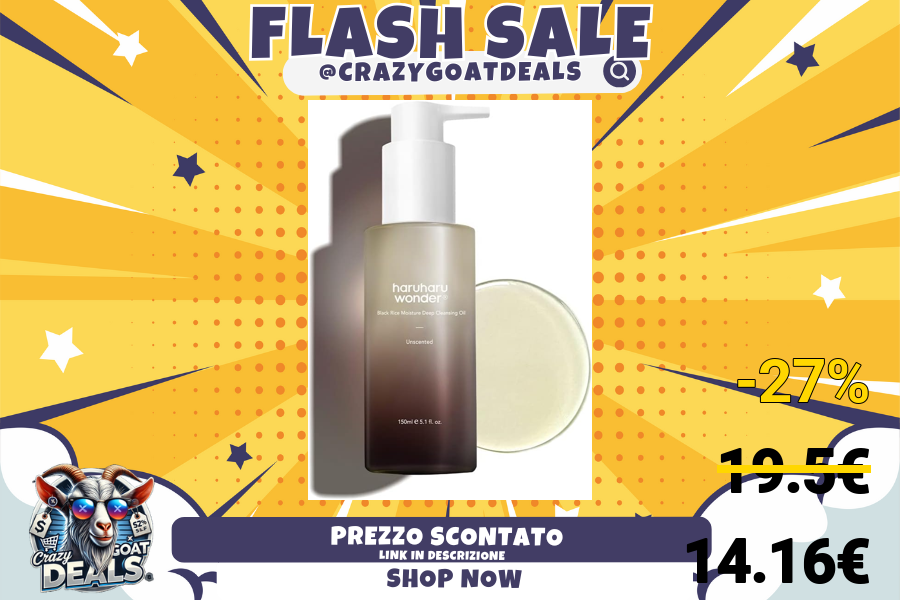 FLASH SALE
@CRAZYGOATDEALS
haruharu
wonder
Black Rice Moisture Deep Cleansing Oil
Unscented
150ml e 5.1 fl. oz.
-27%
19.5€
14.16€
PREZZO SCONTATO
LINK IN DESCRIZIONE
SHOP NOW
$
52%
Crazy
GOAT
DEALS